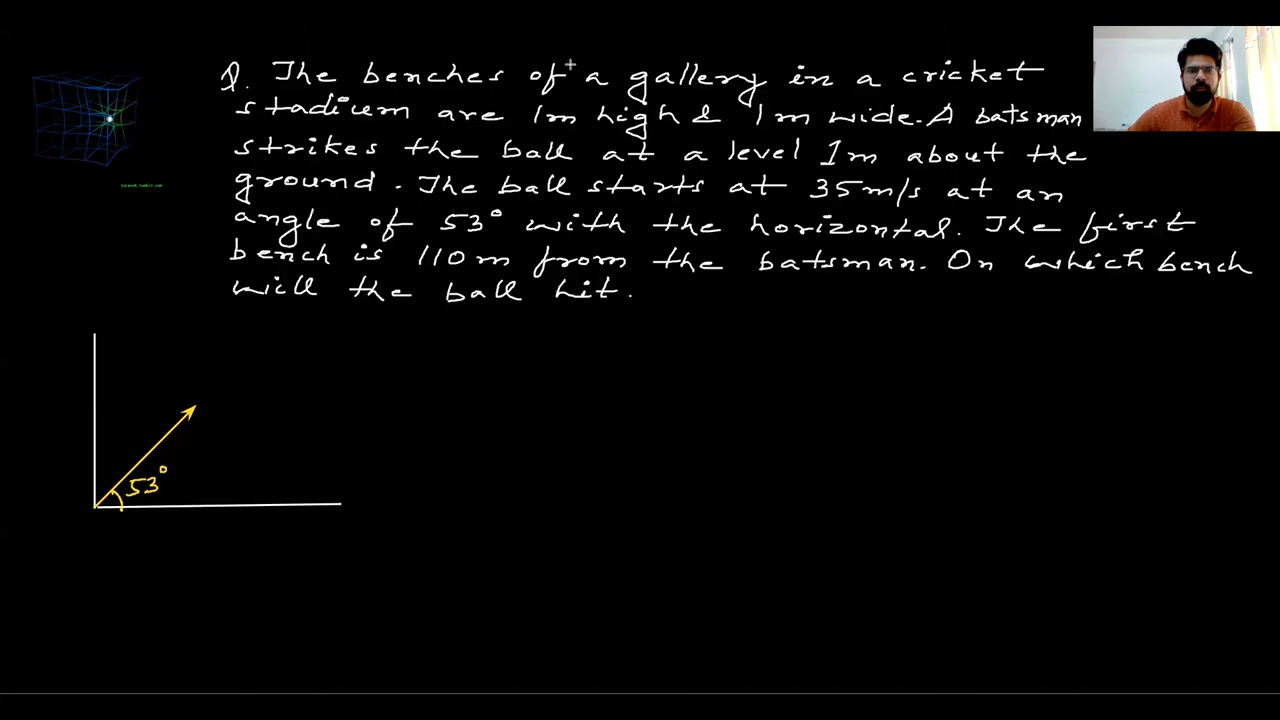 Q. The benches of a gallery in a cricket
stadium are 1m high & 1m wide. A batsman
strikes the ball at a level 1m about the
ground. The ball starts at 35m/s at an
angle of 53° with the horizontal. The first
bench is 110m from the batsman. On which bench
will the ball hit.
53°